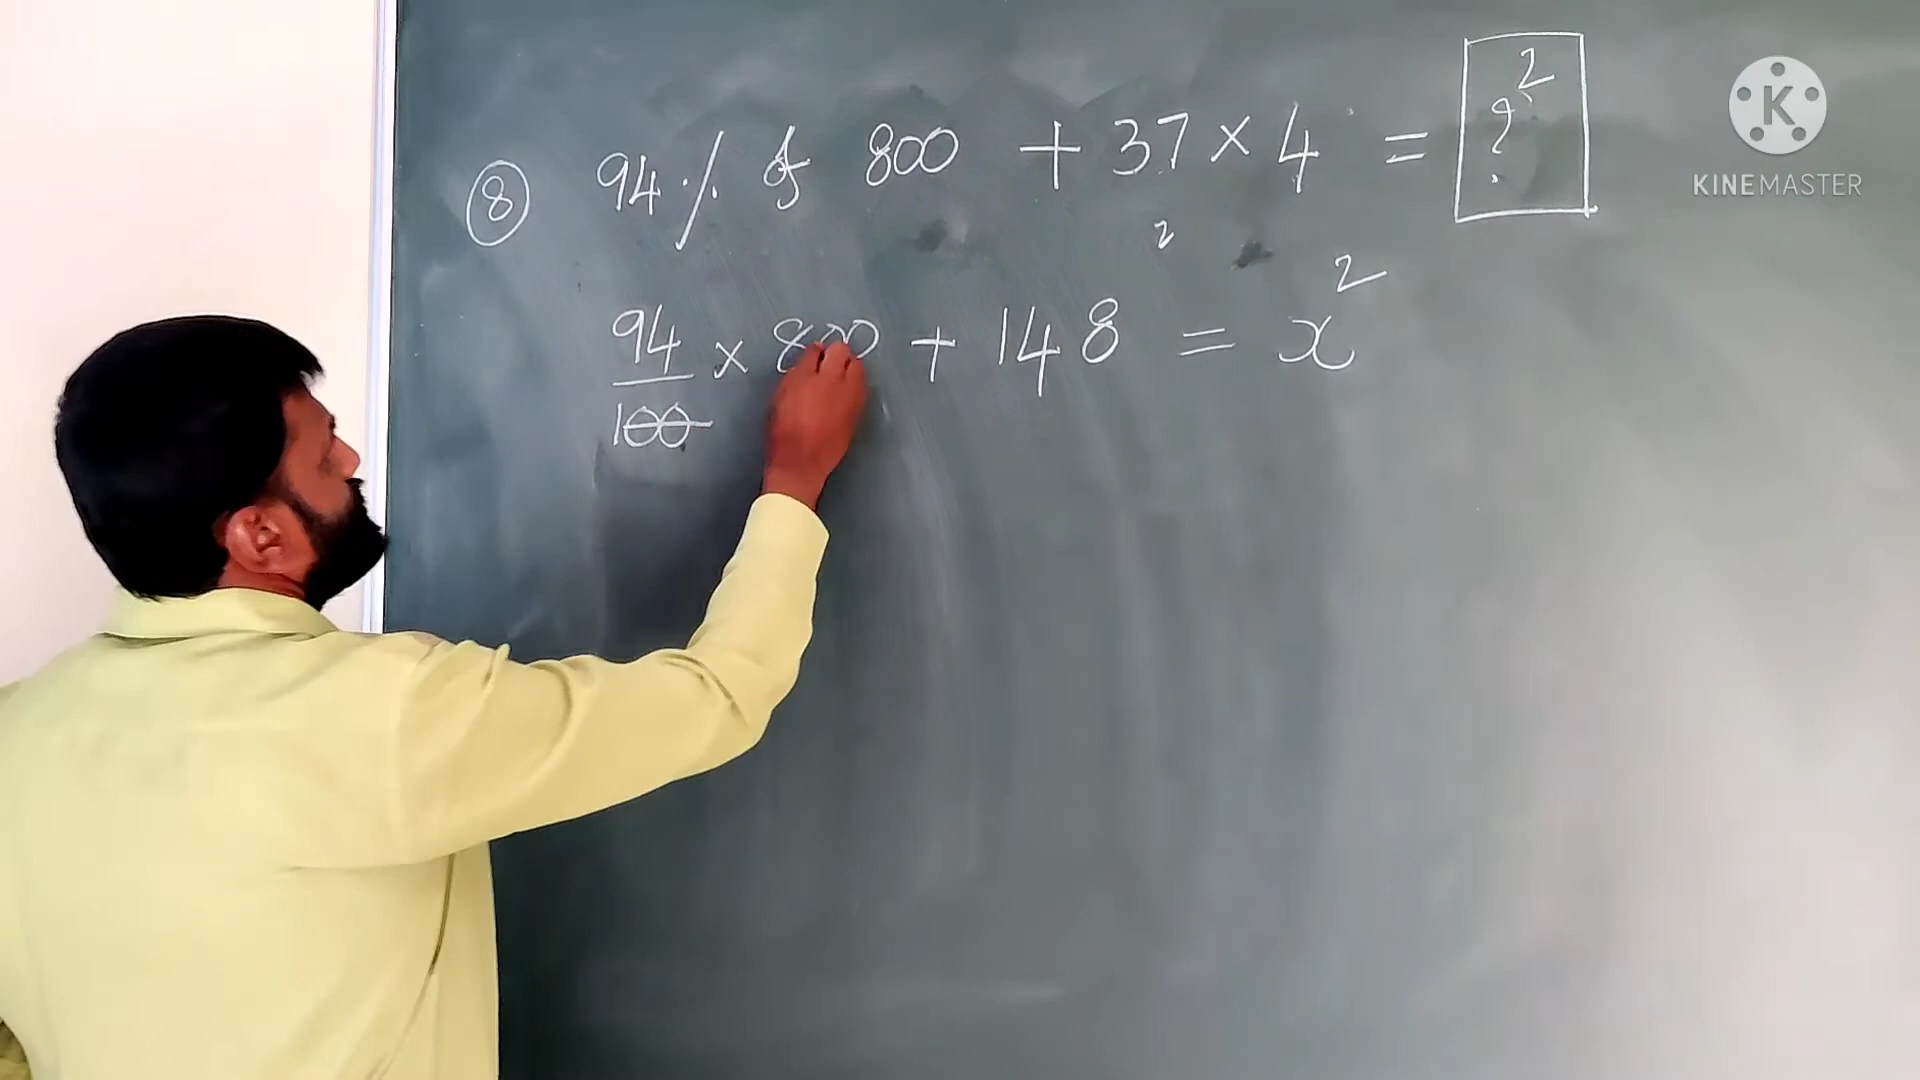 ⑧ 94% of 800 + 37 × 4 = ?²
2
94/100 × 800 + 148 = x²
K
KINEMASTER